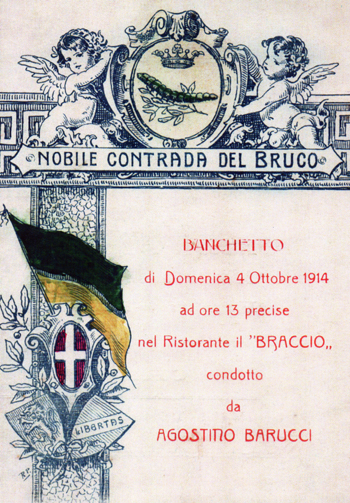 NOBILE CONTRADA DEL BRUCO
BANCHETTO
di Domenica 4 Ottobre 1914
ad ore 13 precise
nel Ristorante il "BRACCIO„
condotto
da
AGOSTINO BARUCCI
LIBERTAS